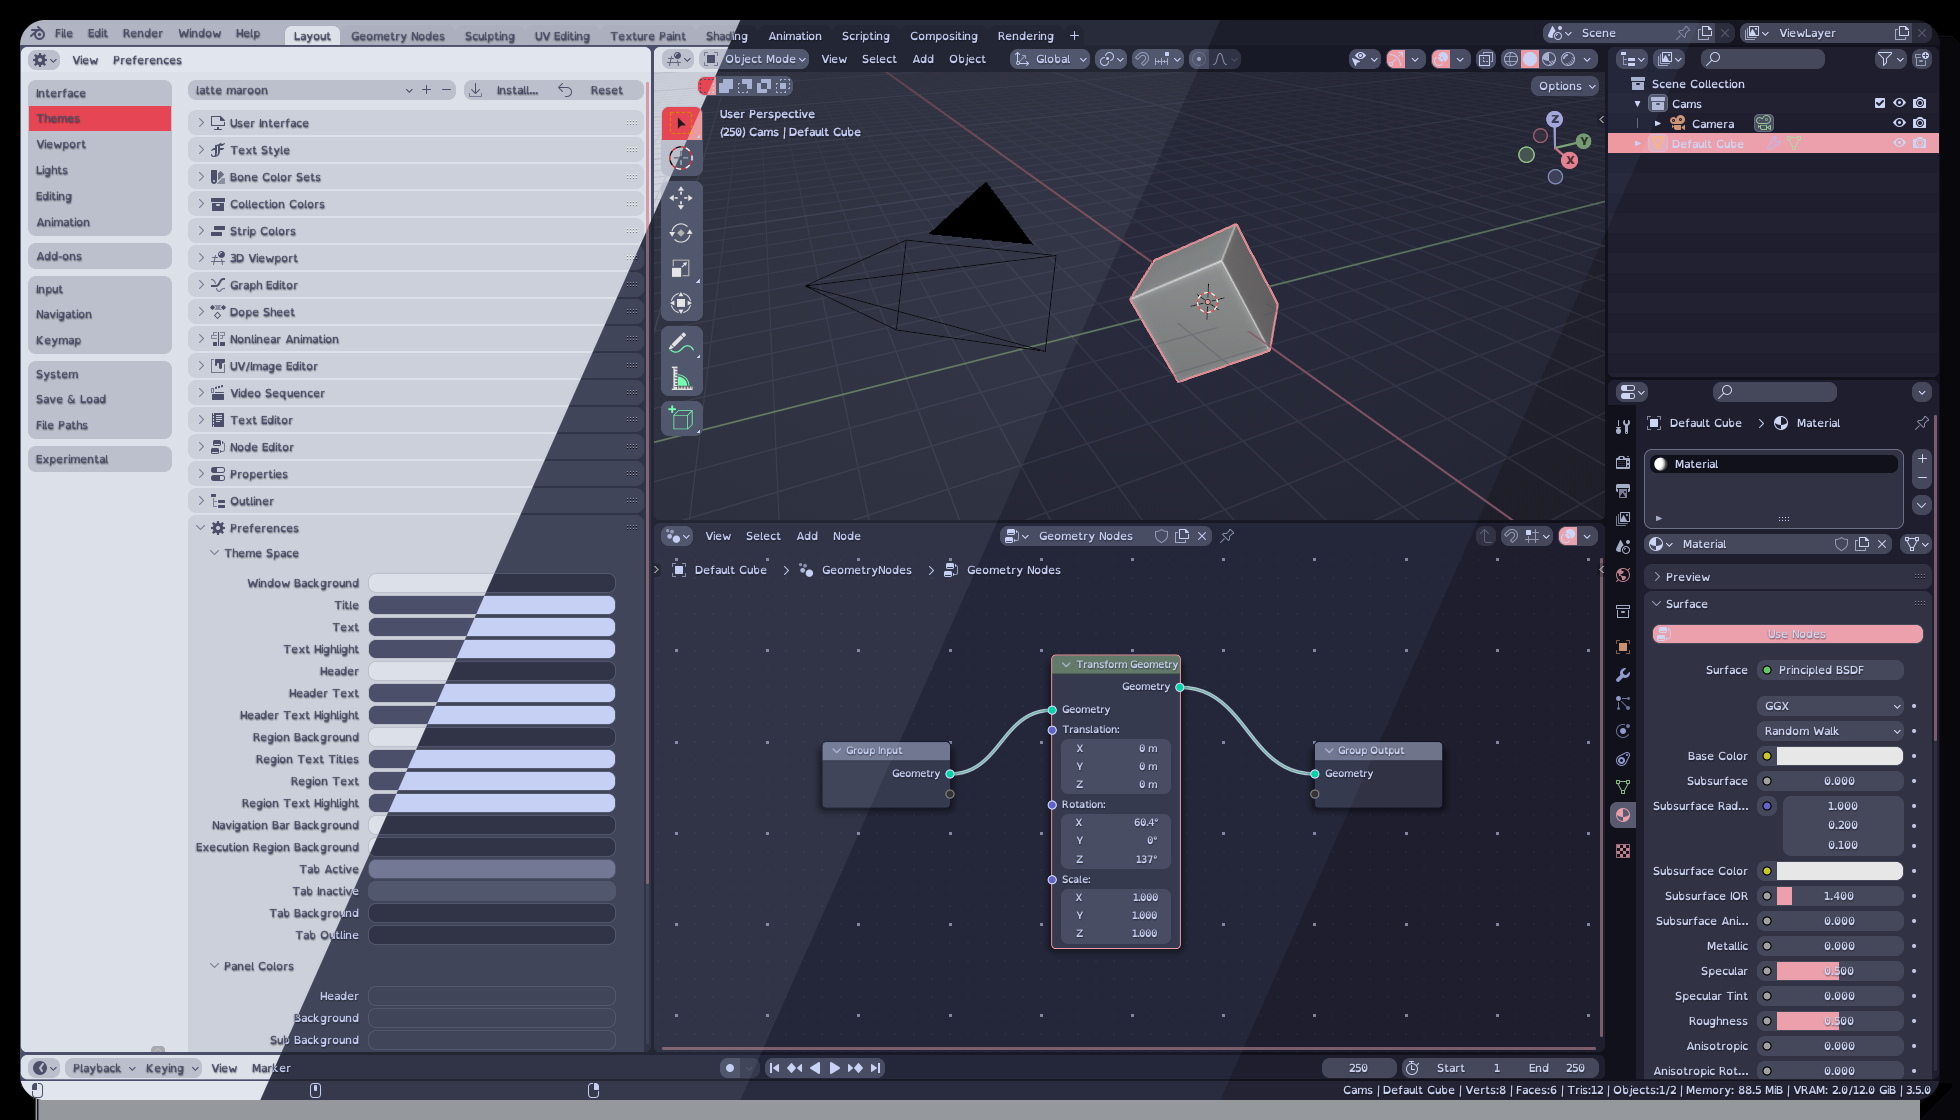 File Edit Render Window Help Layout Geometry Nodes Sculpting UV Editing Texture Paint Shading Animation Scripting Compositing Rendering + Scene ViewLayer
View Preferences
Interface
Themes
Viewport
Lights
Editing
Animation
Add-ons
Input
Navigation
Keymap
System
Save & Load
File Paths
Experimental
latte maroon Install... Reset
User Interface
Text Style
Bone Color Sets
Collection Colors
Strip Colors
3D Viewport
Graph Editor
Dope Sheet
Nonlinear Animation
UV/Image Editor
Video Sequencer
Text Editor
Node Editor
Properties
Outliner
Preferences
Theme Space
Window Background
Title
Text
Text Highlight
Header
Header Text
Header Text Highlight
Region Background
Region Text Titles
Region Text
Region Text Highlight
Navigation Bar Background
Execution Region Background
Tab Active
Tab Inactive
Tab Background
Tab Outline
Panel Colors
Header
Background
Sub Background
Object Mode View Select Add Object Global
Options
User Perspective
(250) Cams | Default Cube
Z
Y
X
View Select Add Node Geometry Nodes
Default Cube > GeometryNodes > Geometry Nodes
Group Input
Geometry
Transform Geometry
Geometry
Geometry
Translation:
X 0 m
Y 0 m
Z 0 m
Rotation:
X 60.4°
Y 0°
Z 137°
Scale:
X 1.000
Y 1.000
Z 1.000
Group Output
Geometry
Scene Collection
Cams
Camera
Default Cube
Default Cube > Material
Material
Material
Preview
Surface
Use Nodes
Surface Principled BSDF
GGX
Random Walk
Base Color
Subsurface 0.000
Subsurface Rad... 1.000
0.200
0.100
Subsurface Color
Subsurface IOR 1.400
Subsurface Ani... 0.000
Metallic 0.000
Specular 0.500
Specular Tint 0.000
Roughness 0.500
Anisotropic 0.000
Anisotropic Rot... 0.000
Playback Keying View Marker 250 Start 1 End 250
Cams | Default Cube | Verts:8 | Faces:6 | Tris:12 | Objects:1/2 | Memory: 88.5 MiB | VRAM: 2.0/12.0 GiB | 3.5.0